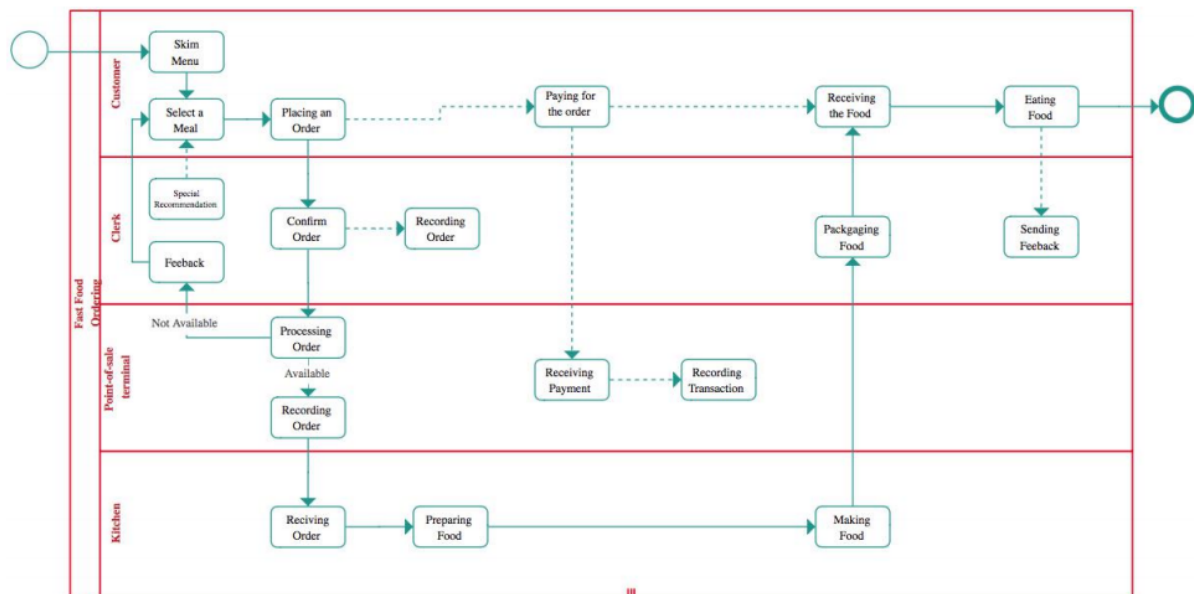 Fast Food
Ordering
Customer
Skim
Menu
Select a
Meal
Placing an
Order
Paying for
the order
Receiving
the Food
Eating
Food
Clerk
Special
Recommendation
Feeback
Confirm
Order
Recording
Order
Packgaging
Food
Sending
Feeback
Point-of-sale
terminal
Not Available
Processing
Order
Available
Recording
Order
Receiving
Payment
Recording
Transaction
Kitchen
Reciving
Order
Preparing
Food
Making
Food